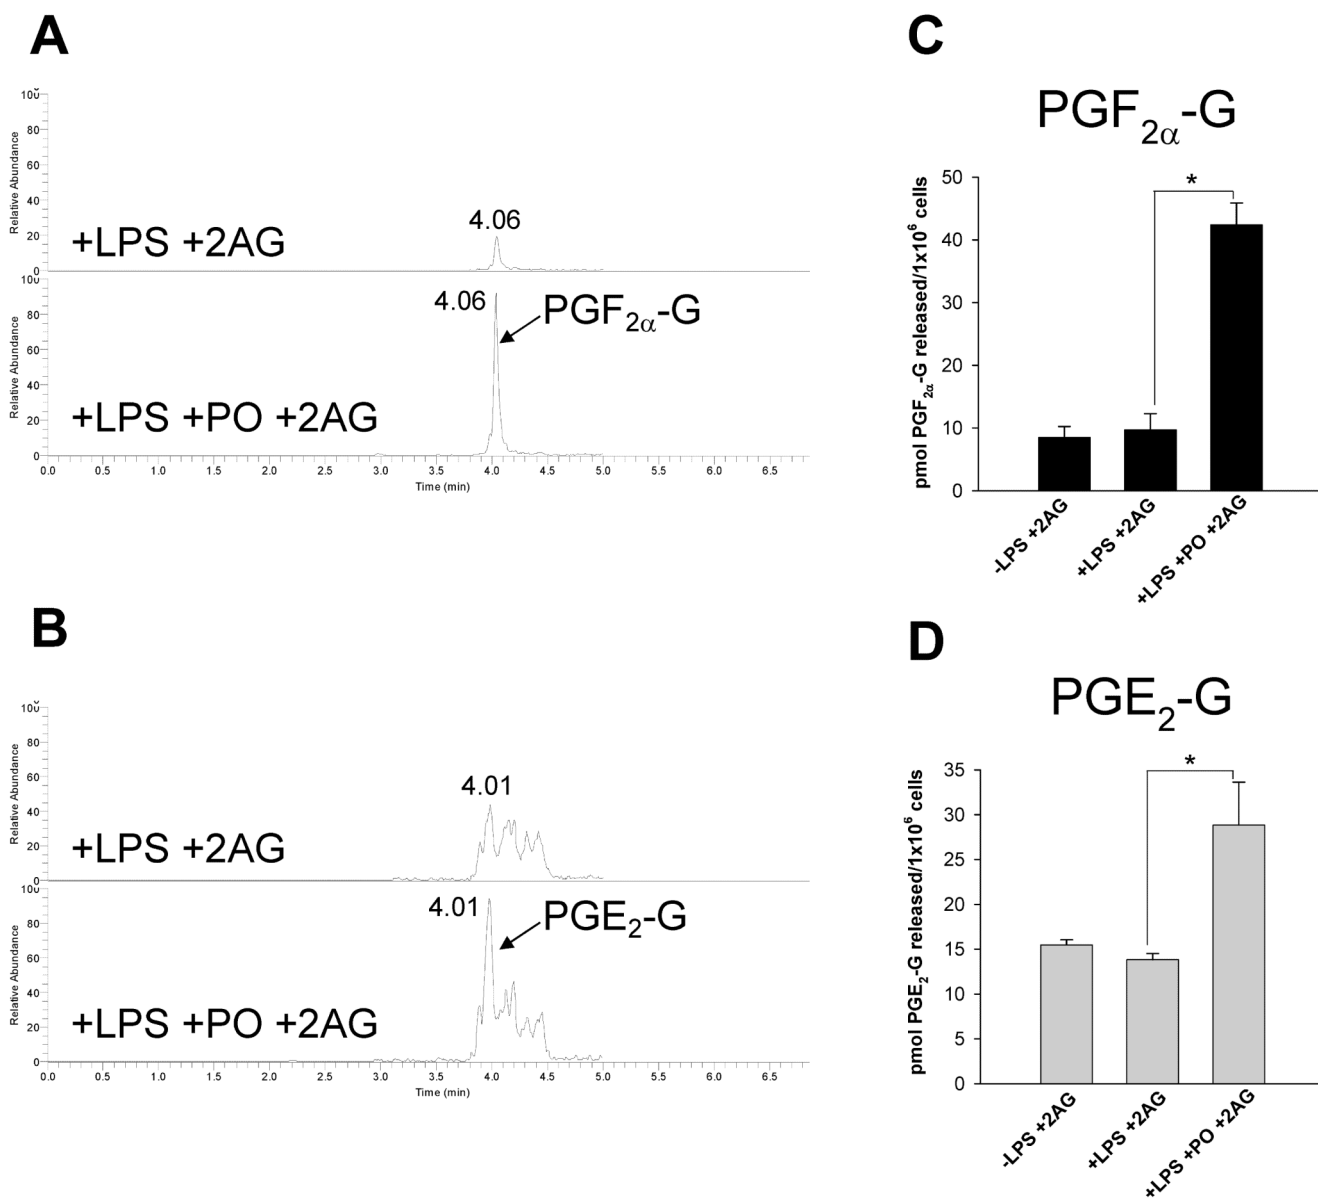 A
100
80
60
40
20
0
Relative Abundance
+LPS +2AG
4.06
100
80
60
40
20
0
Relative Abundance
4.06
PGF2α-G
+LPS +PO +2AG
0.0 0.5 1.0 1.5 2.0 2.5 3.0 3.5 4.0 4.5 5.0 5.5 6.0 6.5
Time (min)
B
100
80
60
40
20
0
Relative Abundance
+LPS +2AG
4.01
100
80
60
40
20
0
Relative Abundance
4.01
PGE2-G
+LPS +PO +2AG
0.0 0.5 1.0 1.5 2.0 2.5 3.0 3.5 4.0 4.5 5.0 5.5 6.0 6.5
Time (min)
C
PGF2α-G
pmol PGF2α-G released/1x10^6 cells
50
40
30
20
10
0
*
-LPS +2AG
+LPS +2AG
+LPS +PO +2AG
D
PGE2-G
pmol PGE2-G released/1x10^6 cells
35
30
25
20
15
10
5
0
*
-LPS +2AG
+LPS +2AG
+LPS +PO +2AG